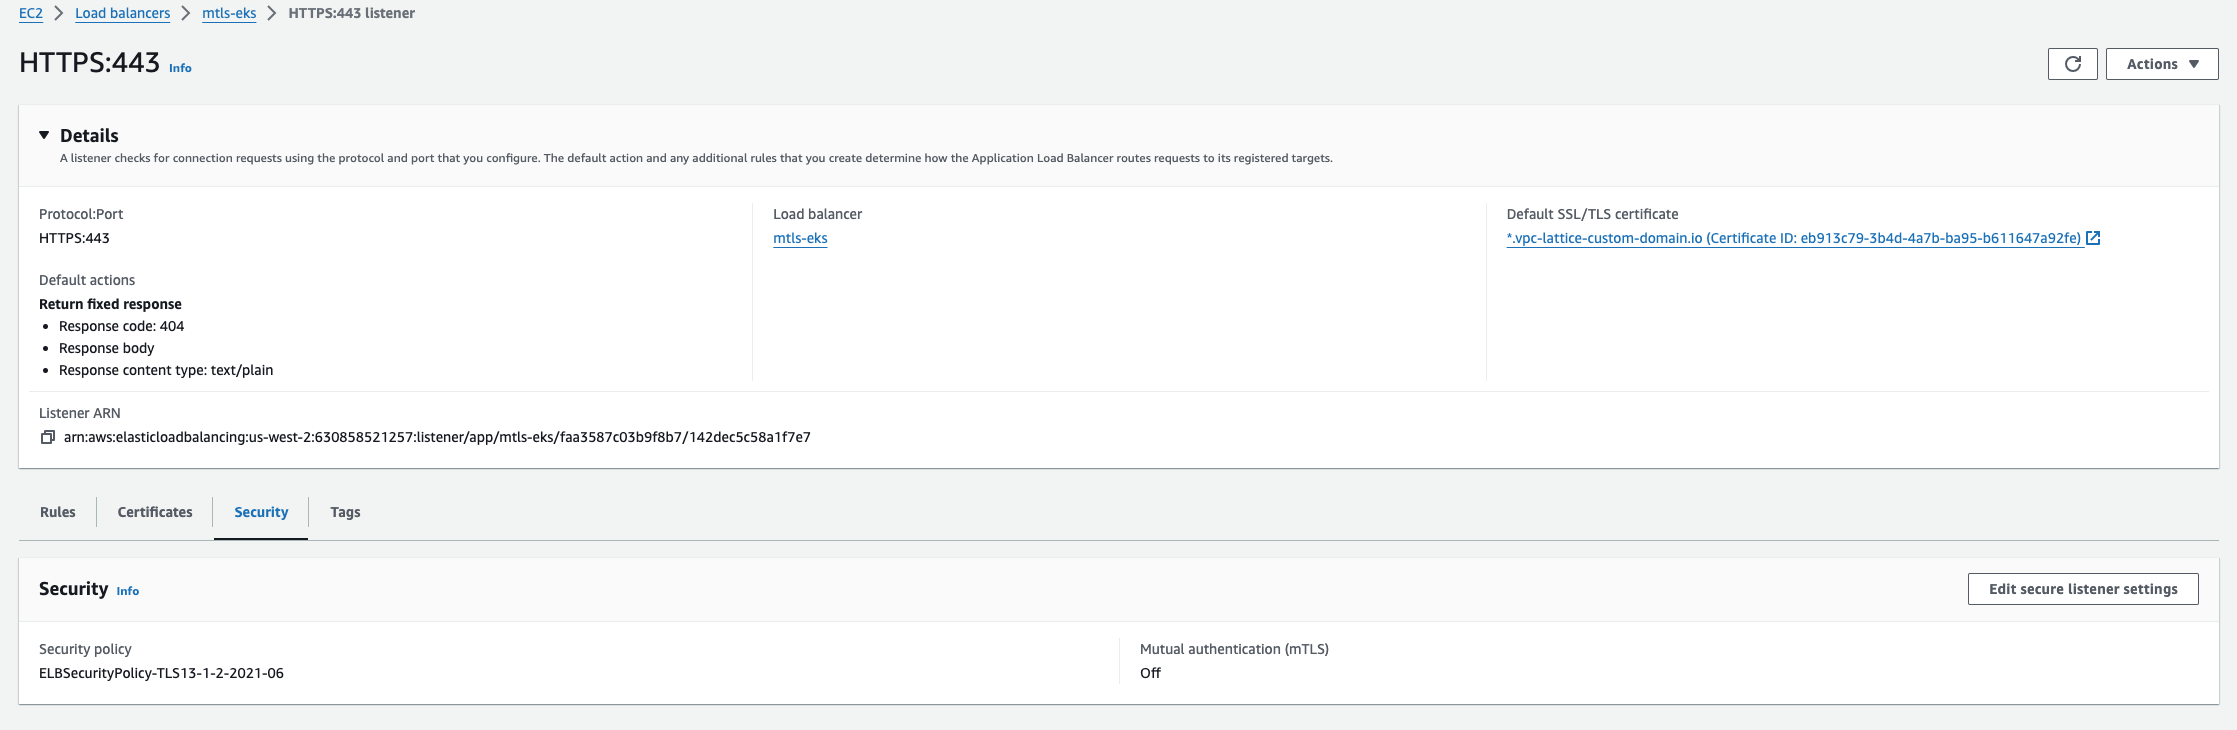 EC2 > Load balancers > mtls-eks > HTTPS:443 listener
HTTPS:443 Info
Actions
Details
A listener checks for connection requests using the protocol and port that you configure. The default action and any additional rules that you create determine how the Application Load Balancer routes requests to its registered targets.
Protocol:Port
HTTPS:443
Default actions
Return fixed response
• Response code: 404
• Response body
• Response content type: text/plain
Load balancer
mtls-eks
Default SSL/TLS certificate
*.vpc-lattice-custom-domain.io (Certificate ID: eb913c79-3b4d-4a7b-ba95-b611647a92fe)
Listener ARN
arn:aws:elasticloadbalancing:us-west-2:630858521257:listener/app/mtls-eks/faa3587c03b9f8b7/142dec5c58a1f7e7
Rules
Certificates
Security
Tags
Security Info
Edit secure listener settings
Security policy
ELBSecurityPolicy-TLS13-1-2-2021-06
Mutual authentication (mTLS)
Off